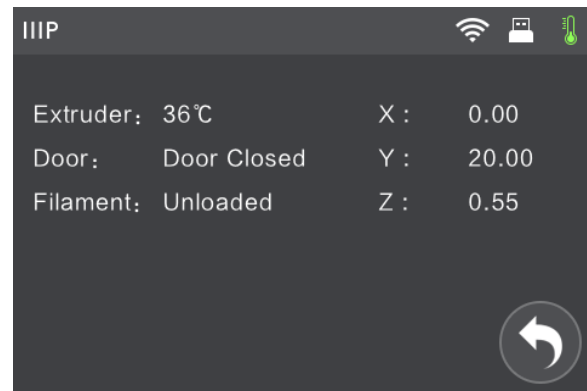 IIIP
Extruder： 36℃ X : 0.00
Door： Door Closed Y : 20.00
Filament： Unloaded Z : 0.55